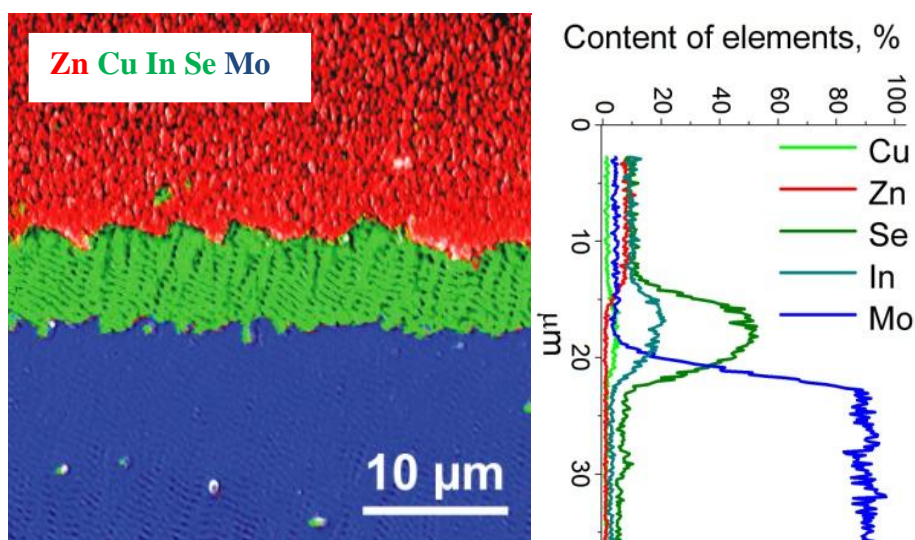 Zn Cu In Se Mo
10 μm
Content of elements, %
0 20 40 60 80 100
0
10
20
30
μm
Cu
Zn
Se
In
Mo